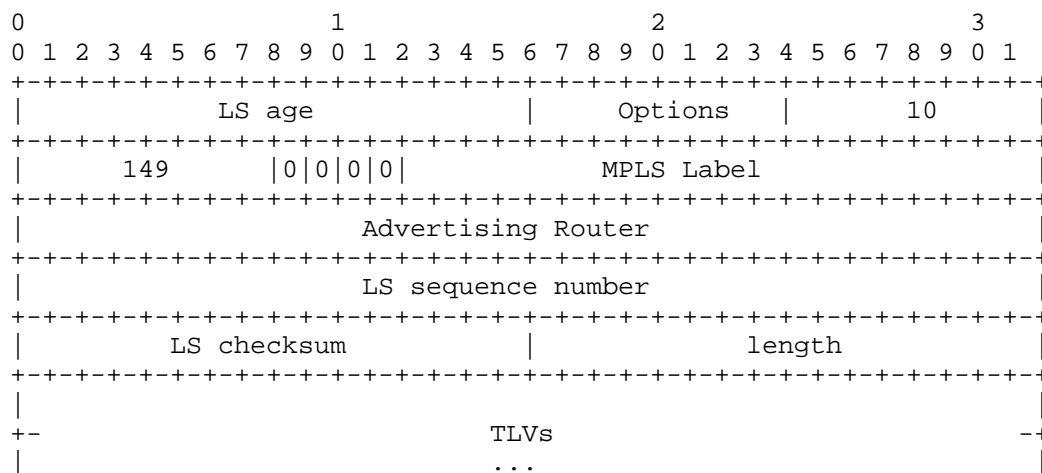 0                   1                   2                   3
0 1 2 3 4 5 6 7 8 9 0 1 2 3 4 5 6 7 8 9 0 1 2 3 4 5 6 7 8 9 0 1
+-+-+-+-+-+-+-+-+-+-+-+-+-+-+-+-+-+-+-+-+-+-+-+-+-+-+-+-+-+-+-+-+
|            LS age             |     Options   |       10      |
+-+-+-+-+-+-+-+-+-+-+-+-+-+-+-+-+-+-+-+-+-+-+-+-+-+-+-+-+-+-+-+-+
|      149      |0|0|0|0|            MPLS Label                 |
+-+-+-+-+-+-+-+-+-+-+-+-+-+-+-+-+-+-+-+-+-+-+-+-+-+-+-+-+-+-+-+-+
|                     Advertising Router                        |
+-+-+-+-+-+-+-+-+-+-+-+-+-+-+-+-+-+-+-+-+-+-+-+-+-+-+-+-+-+-+-+-+
|                     LS sequence number                        |
+-+-+-+-+-+-+-+-+-+-+-+-+-+-+-+-+-+-+-+-+-+-+-+-+-+-+-+-+-+-+-+-+
|         LS checksum           |             length            |
+-+-+-+-+-+-+-+-+-+-+-+-+-+-+-+-+-+-+-+-+-+-+-+-+-+-+-+-+-+-+-+-+
|                                                               |
+-                            TLVs                             -+
|                             ...                               |